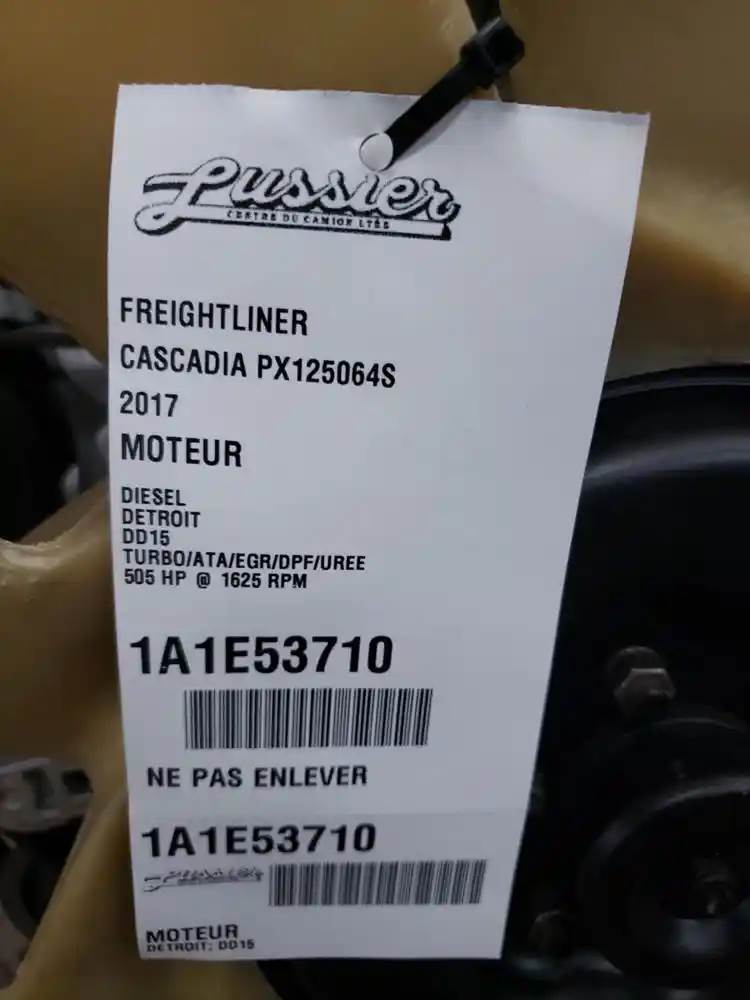 Lussier
CENTRE DU CAMION LTÉE
FREIGHTLINER
CASCADIA PX125064S
2017
MOTEUR
DIESEL
DETROIT
DD15
TURBO/ATA/EGR/DPF/UREE
505 HP @ 1625 RPM
1A1E53710
NE PAS ENLEVER
1A1E53710
Lussier
MOTEUR
DETROIT; DD15